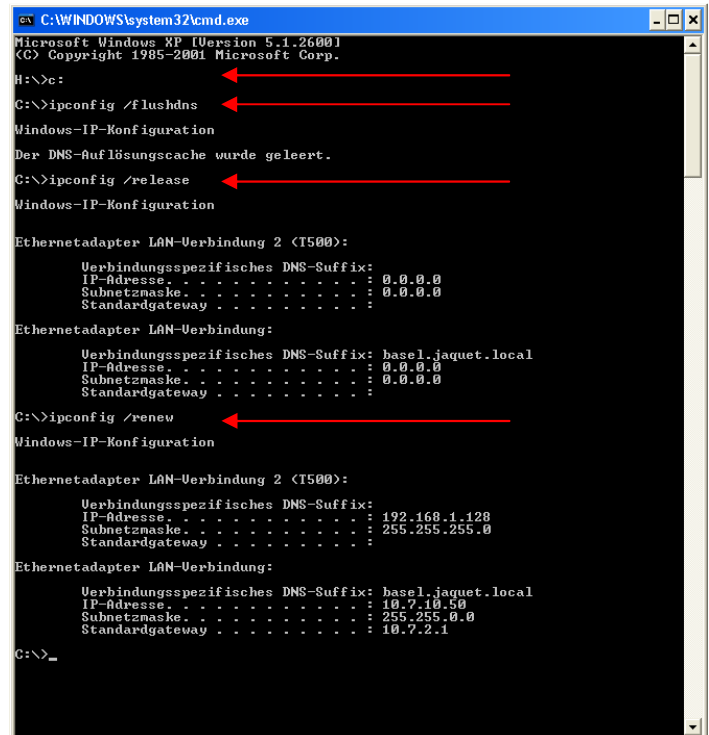 C:\WINDOWS\system32\cmd.exe
Microsoft Windows XP [Version 5.1.2600]
(C) Copyright 1985-2001 Microsoft Corp.
H:\>c:
C:\>ipconfig /flushdns
Windows-IP-Konfiguration
Der DNS-Auflösungscache wurde geleert.
C:\>ipconfig /release
Windows-IP-Konfiguration
Ethernetadapter LAN-Verbindung 2 (T500):
Verbindungsspezifisches DNS-Suffix:
IP-Adresse. . . . . . . . . . . . : 0.0.0.0
Subnetzmaske. . . . . . . . . . . : 0.0.0.0
Standardgateway . . . . . . . . . :
Ethernetadapter LAN-Verbindung:
Verbindungsspezifisches DNS-Suffix: basel.jaquet.local
IP-Adresse. . . . . . . . . . . . : 0.0.0.0
Subnetzmaske. . . . . . . . . . . : 0.0.0.0
Standardgateway . . . . . . . . . :
C:\>ipconfig /renew
Windows-IP-Konfiguration
Ethernetadapter LAN-Verbindung 2 (T500):
Verbindungsspezifisches DNS-Suffix:
IP-Adresse. . . . . . . . . . . . : 192.168.1.128
Subnetzmaske. . . . . . . . . . . : 255.255.255.0
Standardgateway . . . . . . . . . :
Ethernetadapter LAN-Verbindung:
Verbindungsspezifisches DNS-Suffix: basel.jaquet.local
IP-Adresse. . . . . . . . . . . . : 10.7.10.50
Subnetzmaske. . . . . . . . . . . : 255.255.0.0
Standardgateway . . . . . . . . . : 10.7.2.1
C:\>_